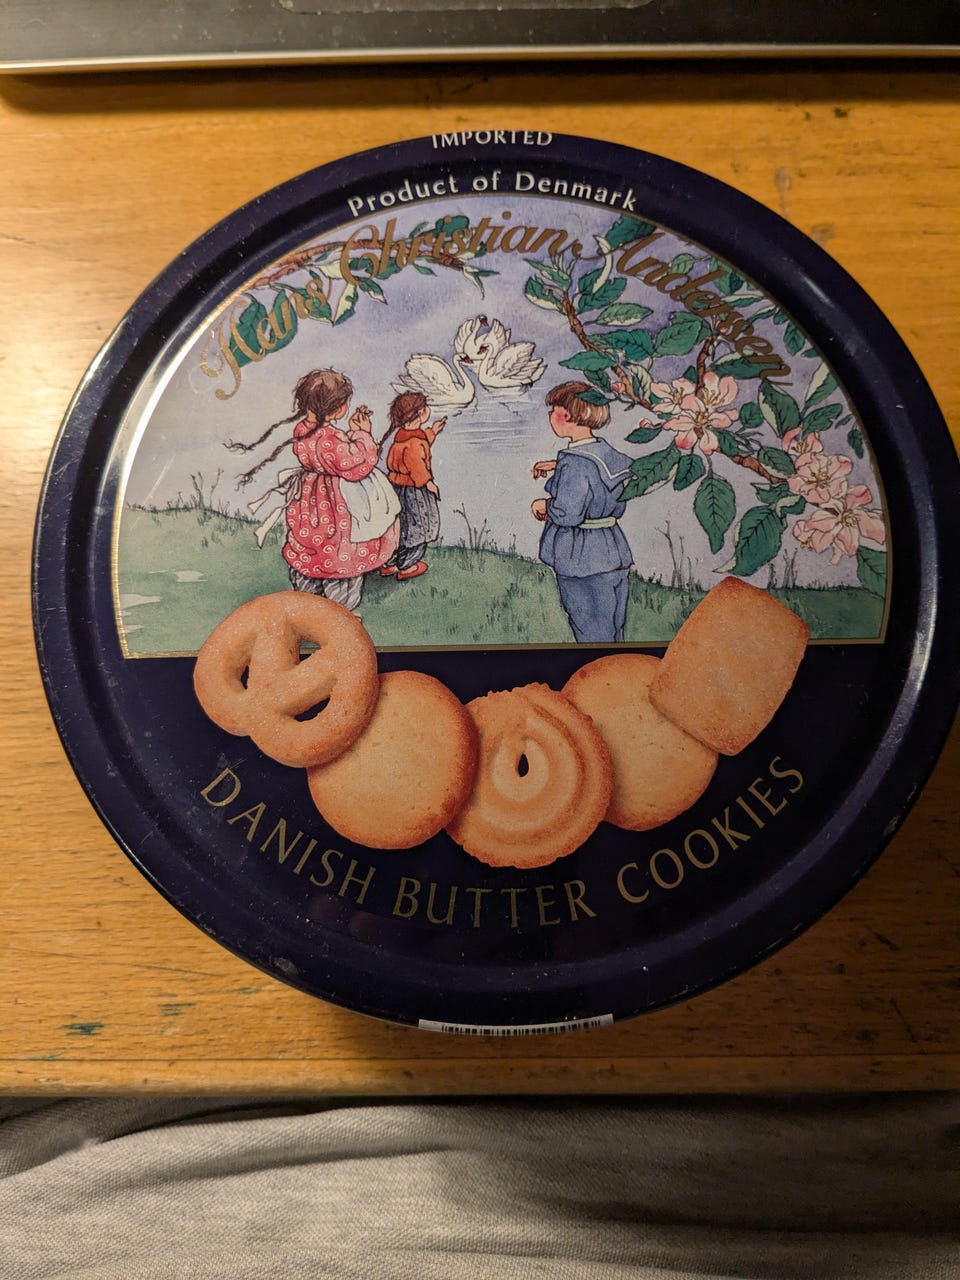 IMPORTED
Product of Denmark
Hans Christian Andersen
DANISH BUTTER COOKIES